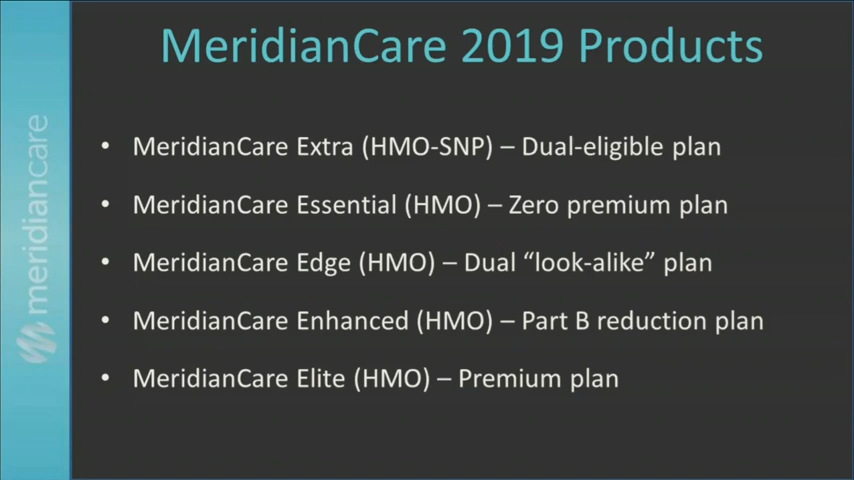 MeridianCare 2019 Products
• MeridianCare Extra (HMO-SNP) – Dual-eligible plan
• MeridianCare Essential (HMO) – Zero premium plan
• MeridianCare Edge (HMO) – Dual “look-alike” plan
• MeridianCare Enhanced (HMO) – Part B reduction plan
• MeridianCare Elite (HMO) – Premium plan
meridiancare